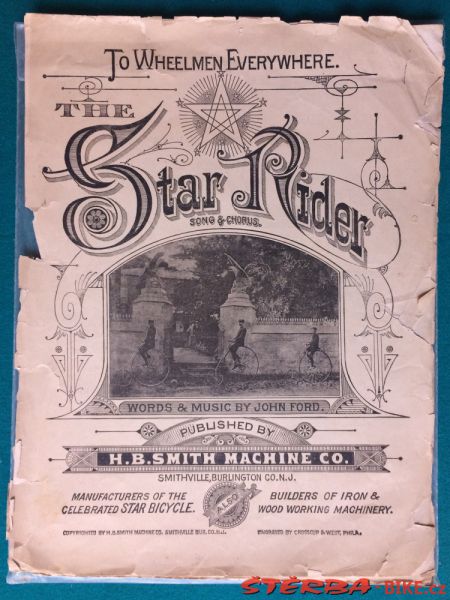 TO WHEELMEN EVERYWHERE.
THE
Star Rider
SONG & CHORUS.
WORDS & MUSIC BY JOHN FORD.
PUBLISHED BY
H.B. SMITH MACHINE CO.
SMITHVILLE, BURLINGTON CO. N.J.
MANUFACTURERS OF THE
CELEBRATED STAR BICYCLE.
ALSO
BUILDERS OF IRON &
WOOD WORKING MACHINERY.
COPYRIGHTED BY H.B. SMITH MACHINE CO. SMITHVILLE BUR. CO. N.J.
ENGRAVED BY CROSSCUP & WEST, PHILA.
ŠTĚRBA-BIKE.cz